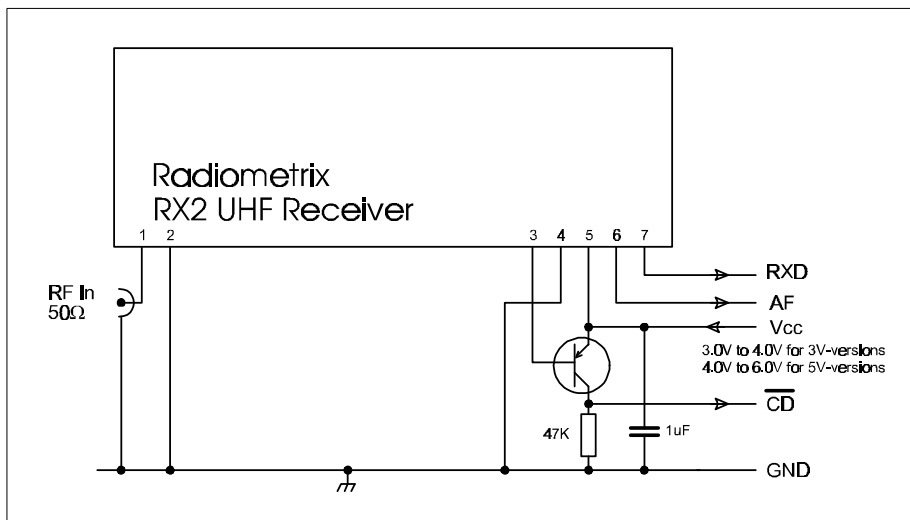 Radiometrix
RX2 UHF Receiver
1 2 3 4 5 6 7
RF In
50Ω
RXD
AF
Vcc
3.0V to 4.0V for 3V-versions
4.0V to 6.0V for 5V-versions
CD
47K
1uF
GND